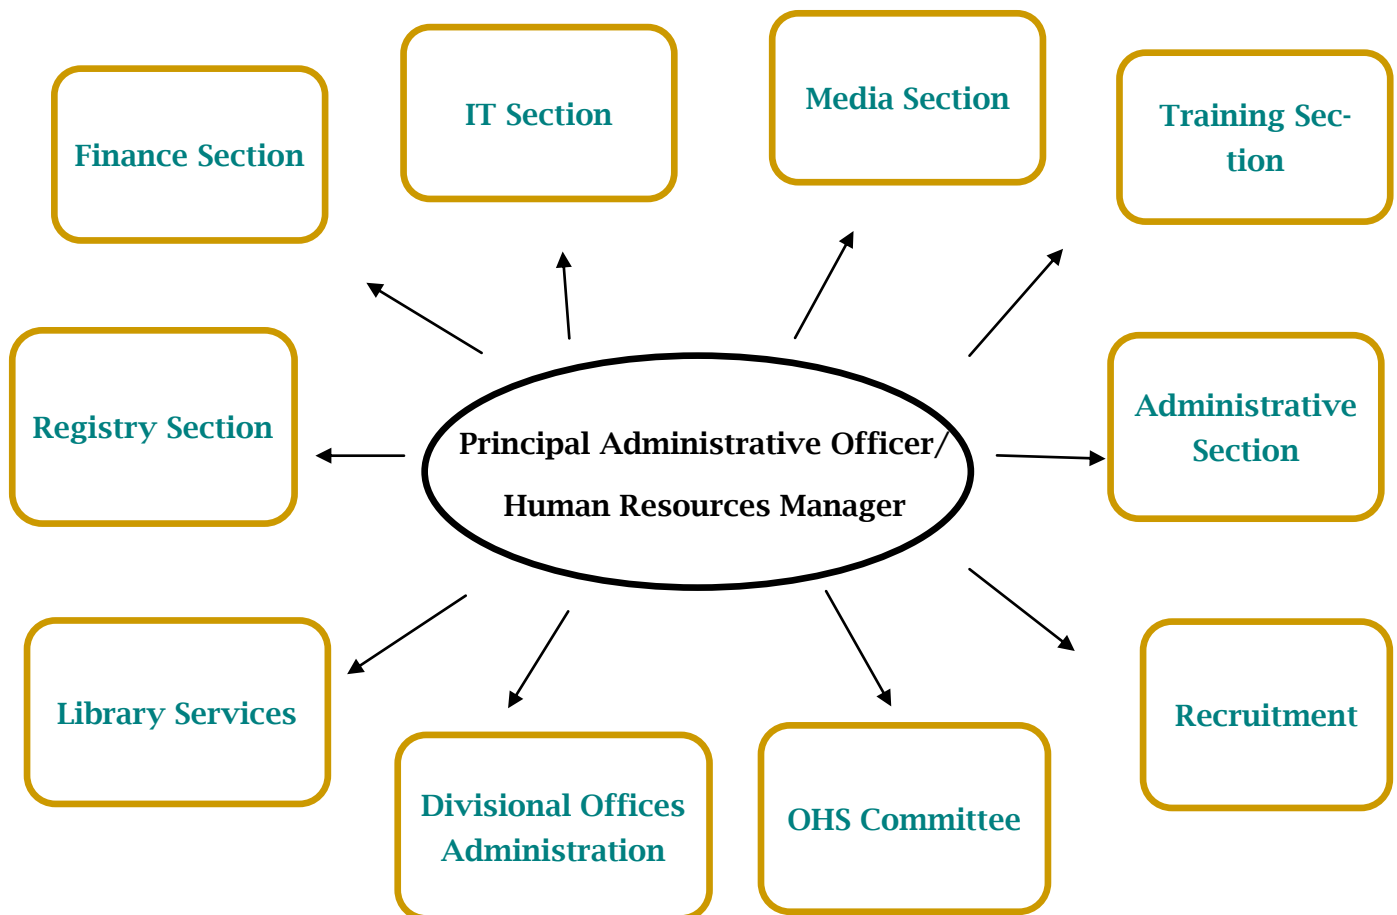 Finance Section
IT Section
Media Section
Training Sec-
tion
Registry Section
Principal Administrative Officer/
Human Resources Manager
Administrative
Section
Library Services
Divisional Offices
Administration
OHS Committee
Recruitment